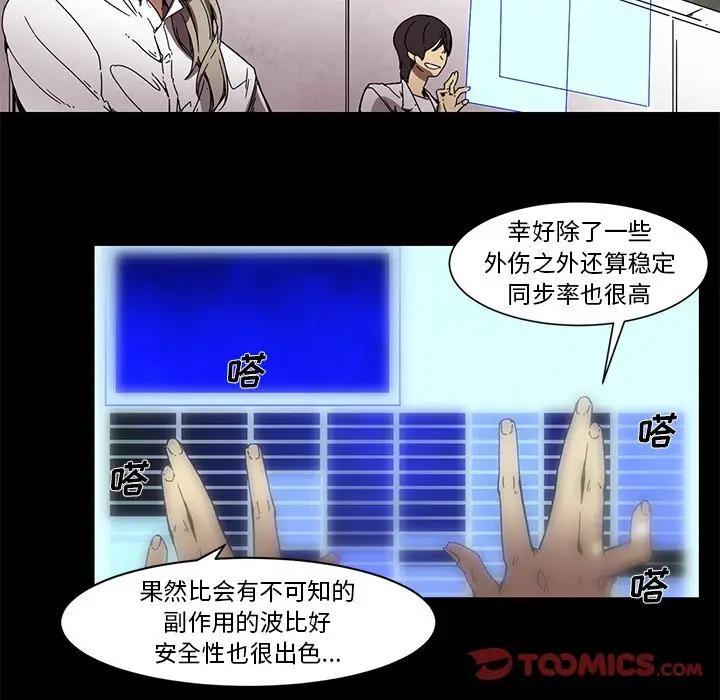 幸好除了一些
外伤之外还算稳定
同步率也很高
嗒
嗒
嗒
嗒
果然比会有不可知的
副作用的波比好
安全性也很出色...
TOOMICS.COM